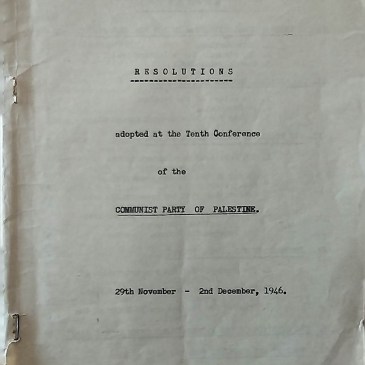 RESOLUTIONS
adopted at the Tenth Conference
of the
COMMUNIST PARTY OF PALESTINE.
29th November - 2nd December, 1946.